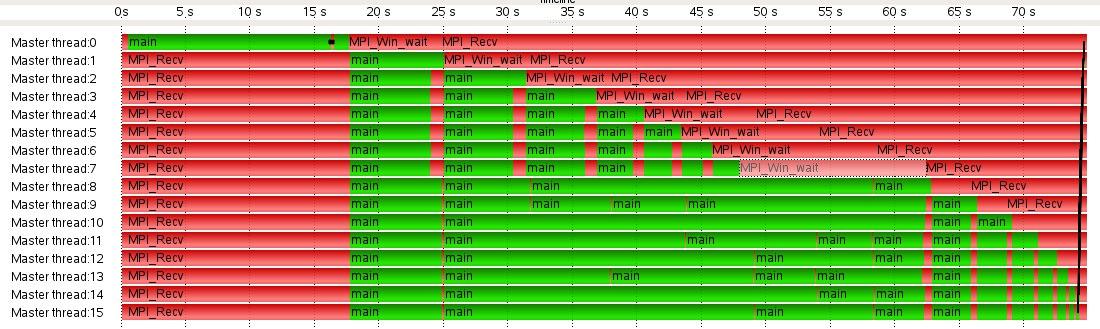 Timeline
0s 5 s 10 s 15 s 20 s 25 s 30 s 35 s 40 s 45 s 50 s 55 s 60 s 65 s 70 s
Master thread:0 main MPI_Win_wait MPI_Recv
Master thread:1 MPI_Recv main MPI_Win_wait MPI_Recv
Master thread:2 MPI_Recv main main MPI_Win_wait MPI_Recv
Master thread:3 MPI_Recv main main main MPI_Win_wait MPI_Recv
Master thread:4 MPI_Recv main main main main MPI_Win_wait MPI_Recv
Master thread:5 MPI_Recv main main main main main MPI_Win_wait MPI_Recv
Master thread:6 MPI_Recv main main main main MPI_Win_wait MPI_Recv
Master thread:7 MPI_Recv main main main main MPI_Win_wait MPI_Recv
Master thread:8 MPI_Recv main main main main MPI_Recv
Master thread:9 MPI_Recv main main main main main main MPI_Recv
Master thread:10 MPI_Recv main main main main
Master thread:11 MPI_Recv main main main main main main
Master thread:12 MPI_Recv main main main main main
Master thread:13 MPI_Recv main main main main main main
Master thread:14 MPI_Recv main main main main main
Master thread:15 MPI_Recv main main main main main